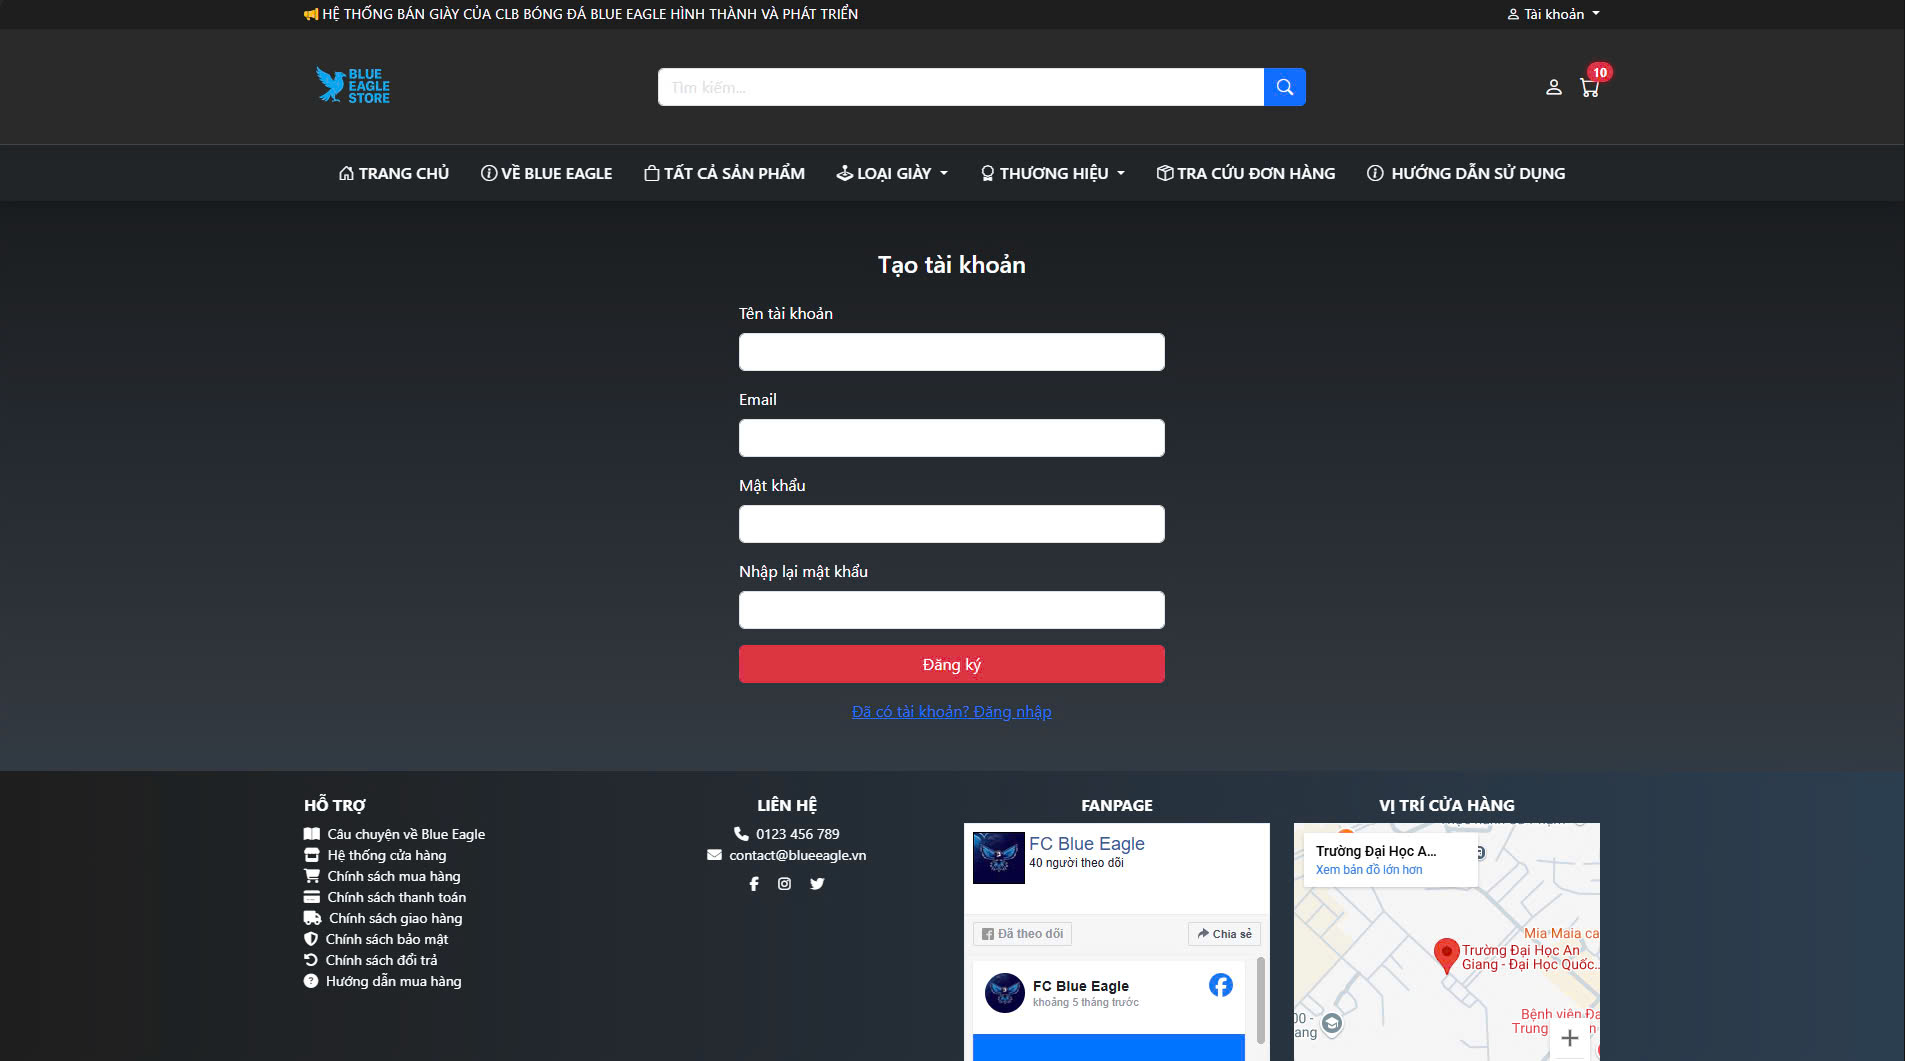 HỆ THỐNG BÁN GIÀY CỦA CLB BÓNG ĐÁ BLUE EAGLE HÌNH THÀNH VÀ PHÁT TRIỂN
Tài khoản
BLUE
EAGLE
STORE
Tìm kiếm...
10
TRANG CHỦ
VỀ BLUE EAGLE
TẤT CẢ SẢN PHẨM
LOẠI GIÀY
THƯƠNG HIỆU
TRA CỨU ĐƠN HÀNG
HƯỚNG DẪN SỬ DỤNG
Tạo tài khoản
Tên tài khoản
Email
Mật khẩu
Nhập lại mật khẩu
Đăng ký
Đã có tài khoản? Đăng nhập
HỖ TRỢ
Câu chuyện về Blue Eagle
Hệ thống cửa hàng
Chính sách mua hàng
Chính sách thanh toán
Chính sách giao hàng
Chính sách bảo mật
Chính sách đổi trả
Hướng dẫn mua hàng
LIÊN HỆ
0123 456 789
contact@blueeagle.vn
FANPAGE
FC Blue Eagle
40 người theo dõi
Đã theo dõi
Chia sẻ
FC Blue Eagle
khoảng 5 tháng trước
VỊ TRÍ CỬA HÀNG
Trường Đại Học A...
Xem bản đồ lớn hơn
Mia Maia ca
Trường Đại Học An
Giang - Đại Học Quốc...
Bệnh viện Đa
Trung
00 -
ang